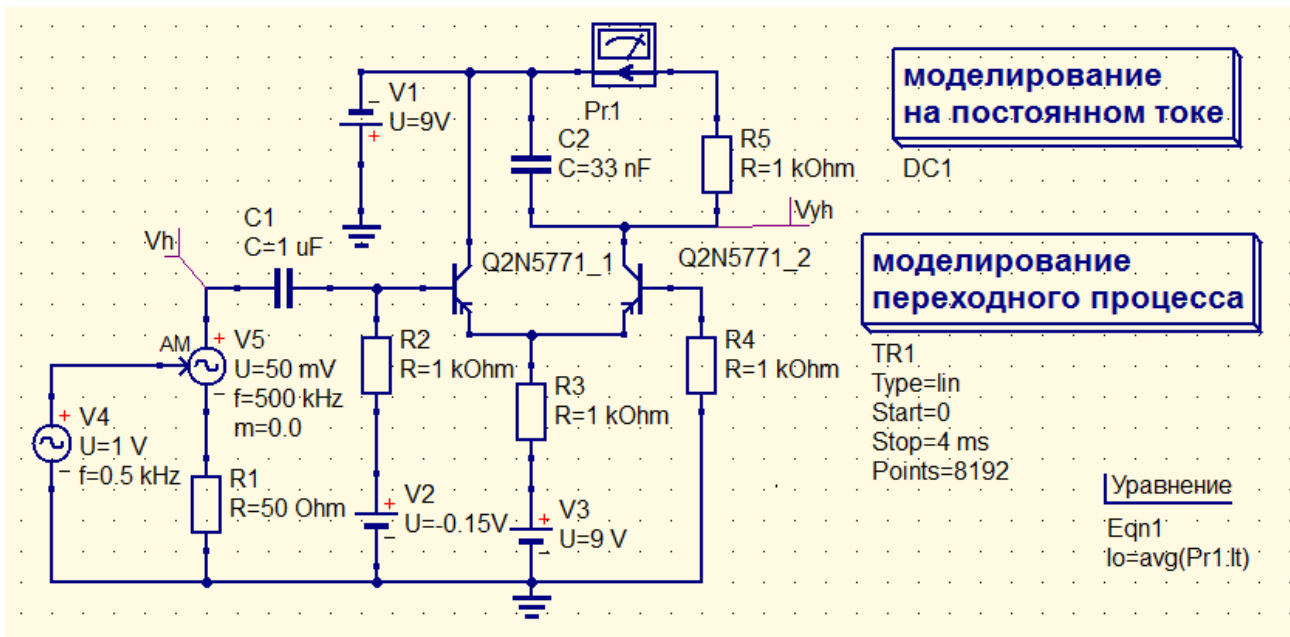 V1
U=9V
Pr1
C2
C=33 nF
R5
R=1 kOhm
моделирование
на постоянном токе
DC1
Vh
C1
C=1 uF
Q2N5771_1
Q2N5771_2
Vyh
моделирование
переходного процесса
TR1
Type=lin
Start=0
Stop=4 ms
Points=8192
AM
V5
U=50 mV
f=500 kHz
m=0.0
R2
R=1 kOhm
R3
R=1 kOhm
R4
R=1 kOhm
V4
U=1 V
f=0.5 kHz
R1
R=50 Ohm
V2
U=-0.15V
V3
U=9 V
Уравнение
Eqn1
Io=avg(Pr1.It)